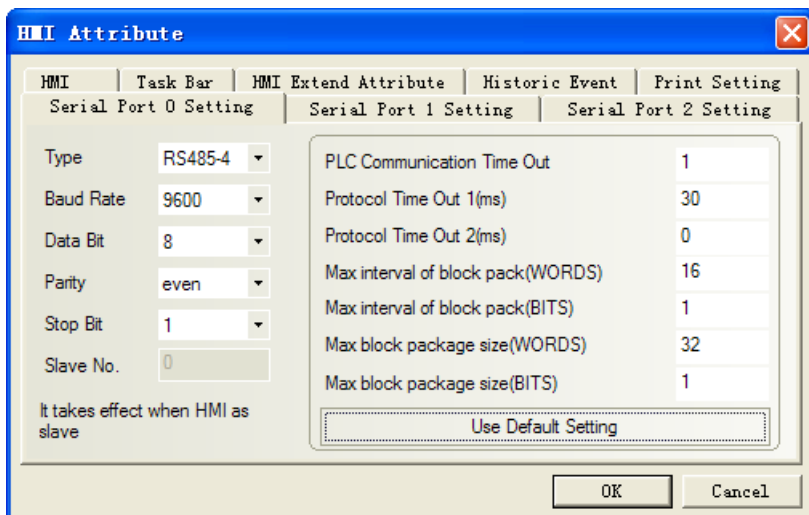 HMI Attribute
HMI
Task Bar
HMI Extend Attribute
Historic Event
Print Setting
Serial Port 0 Setting
Serial Port 1 Setting
Serial Port 2 Setting
Type RS485-4
Baud Rate 9600
Data Bit 8
Parity even
Stop Bit 1
Slave No. 0
It takes effect when HMI as
slave
PLC Communication Time Out 1
Protocol Time Out 1(ms) 30
Protocol Time Out 2(ms) 0
Max interval of block pack(WORDS) 16
Max interval of block pack(BITS) 1
Max block package size(WORDS) 32
Max block package size(BITS) 1
Use Default Setting
OK
Cancel